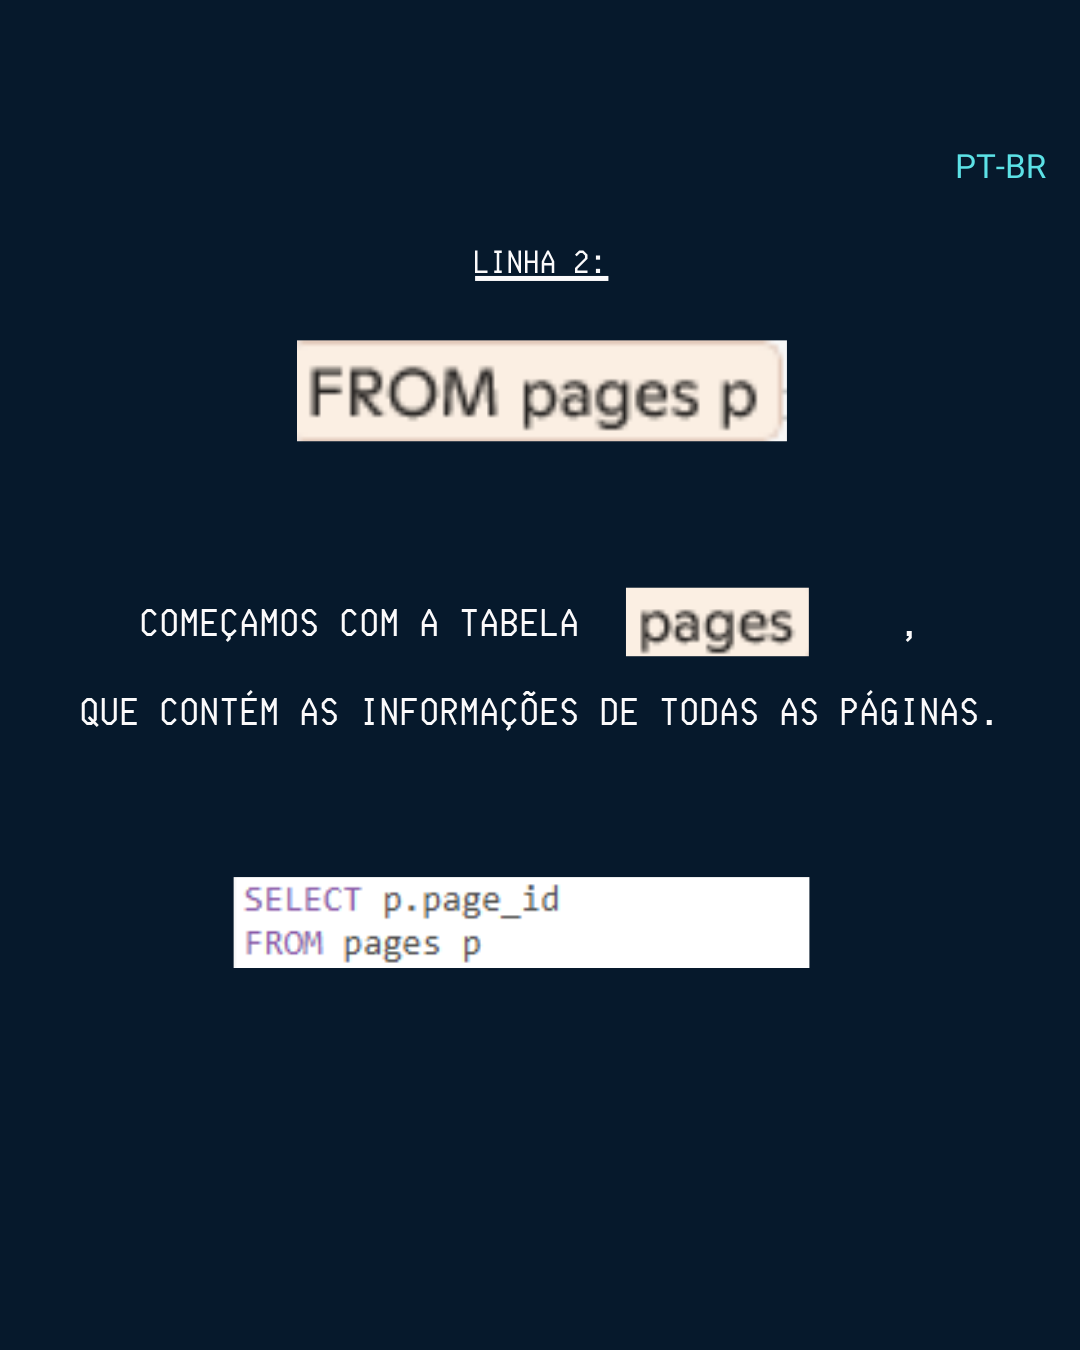 PT-BR
LINHA 2:
FROM pages p
COMEÇAMOS COM A TABELA pages ,
QUE CONTÉM AS INFORMAÇÕES DE TODAS AS PÁGINAS.
SELECT p.page_id
FROM pages p